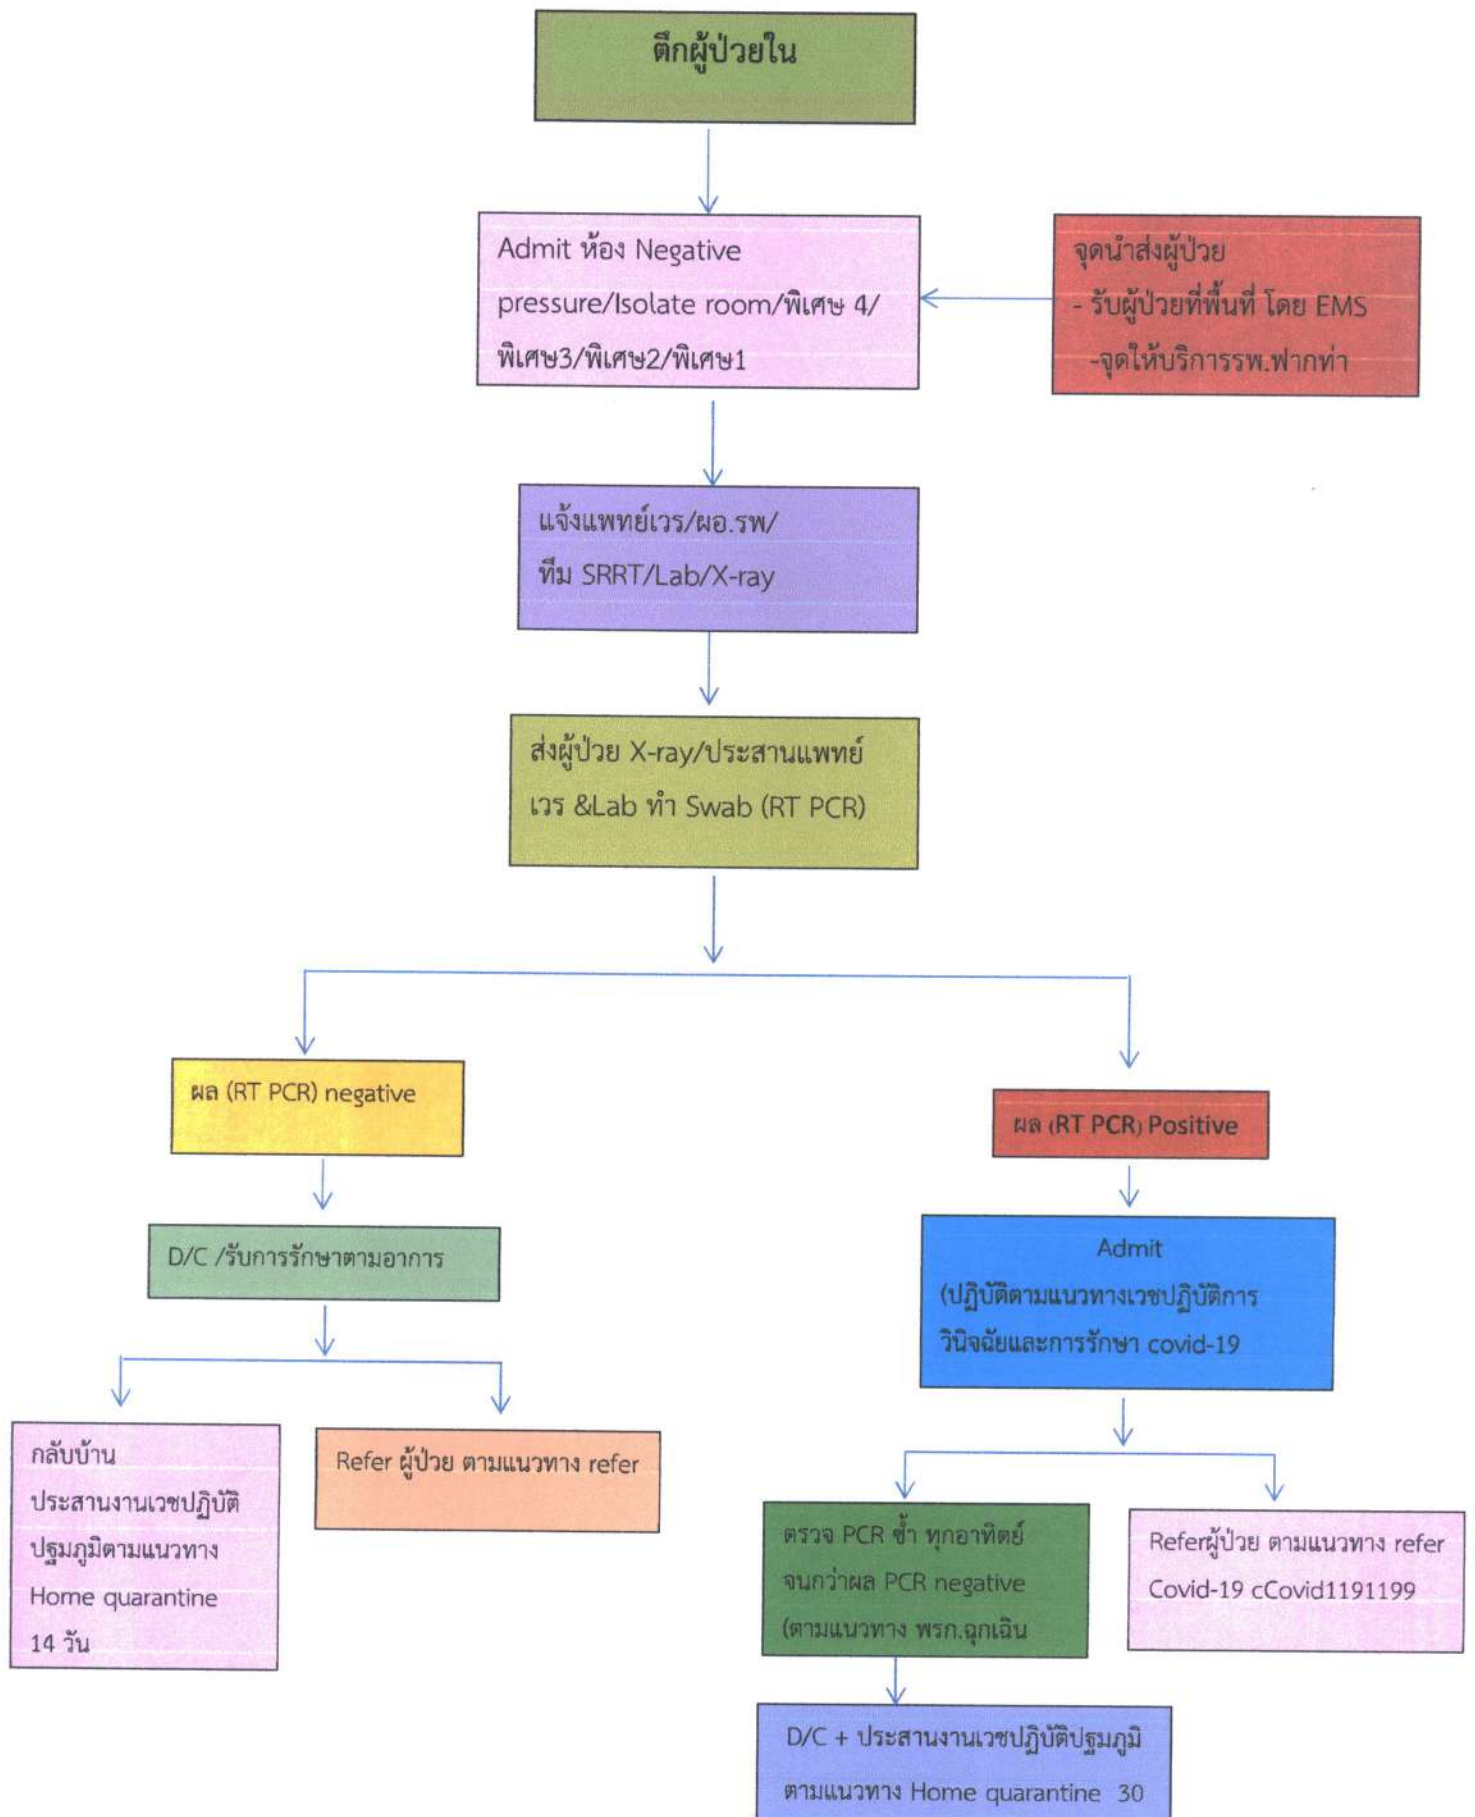 ตึกผู้ป่วยใน
Admit ห้อง Negative
pressure/Isolate room/พิเศษ 4/
พิเศษ3/พิเศษ2/พิเศษ1
จุดนำส่งผู้ป่วย
- รับผู้ป่วยที่พื้นที่ โดย EMS
-จุดให้บริการรพ.ฟากท่า
แจ้งแพทย์เวร/ผอ.รพ/
ทีม SRRT/Lab/X-ray
ส่งผู้ป่วย X-ray/ประสานแพทย์
เวร &Lab ทำ Swab (RT PCR)
ผล (RT PCR) negative
ผล (RT PCR) Positive
D/C /รับการรักษาตามอาการ
Admit
(ปฏิบัติตามแนวทางเวชปฏิบัติการ
วินิจฉัยและการรักษา covid-19
กลับบ้าน
ประสานงานเวชปฏิบัติ
ปฐมภูมิตามแนวทาง
Home quarantine
14 วัน
Refer ผู้ป่วย ตามแนวทาง refer
ตรวจ PCR ซ้ำ ทุกอาทิตย์
จนกว่าผล PCR negative
(ตามแนวทาง พรก.ฉุกเฉิน
Referผู้ป่วย ตามแนวทาง refer
Covid-19 cCovid1191199
D/C + ประสานงานเวชปฏิบัติปฐมภูมิ
ตามแนวทาง Home quarantine 30